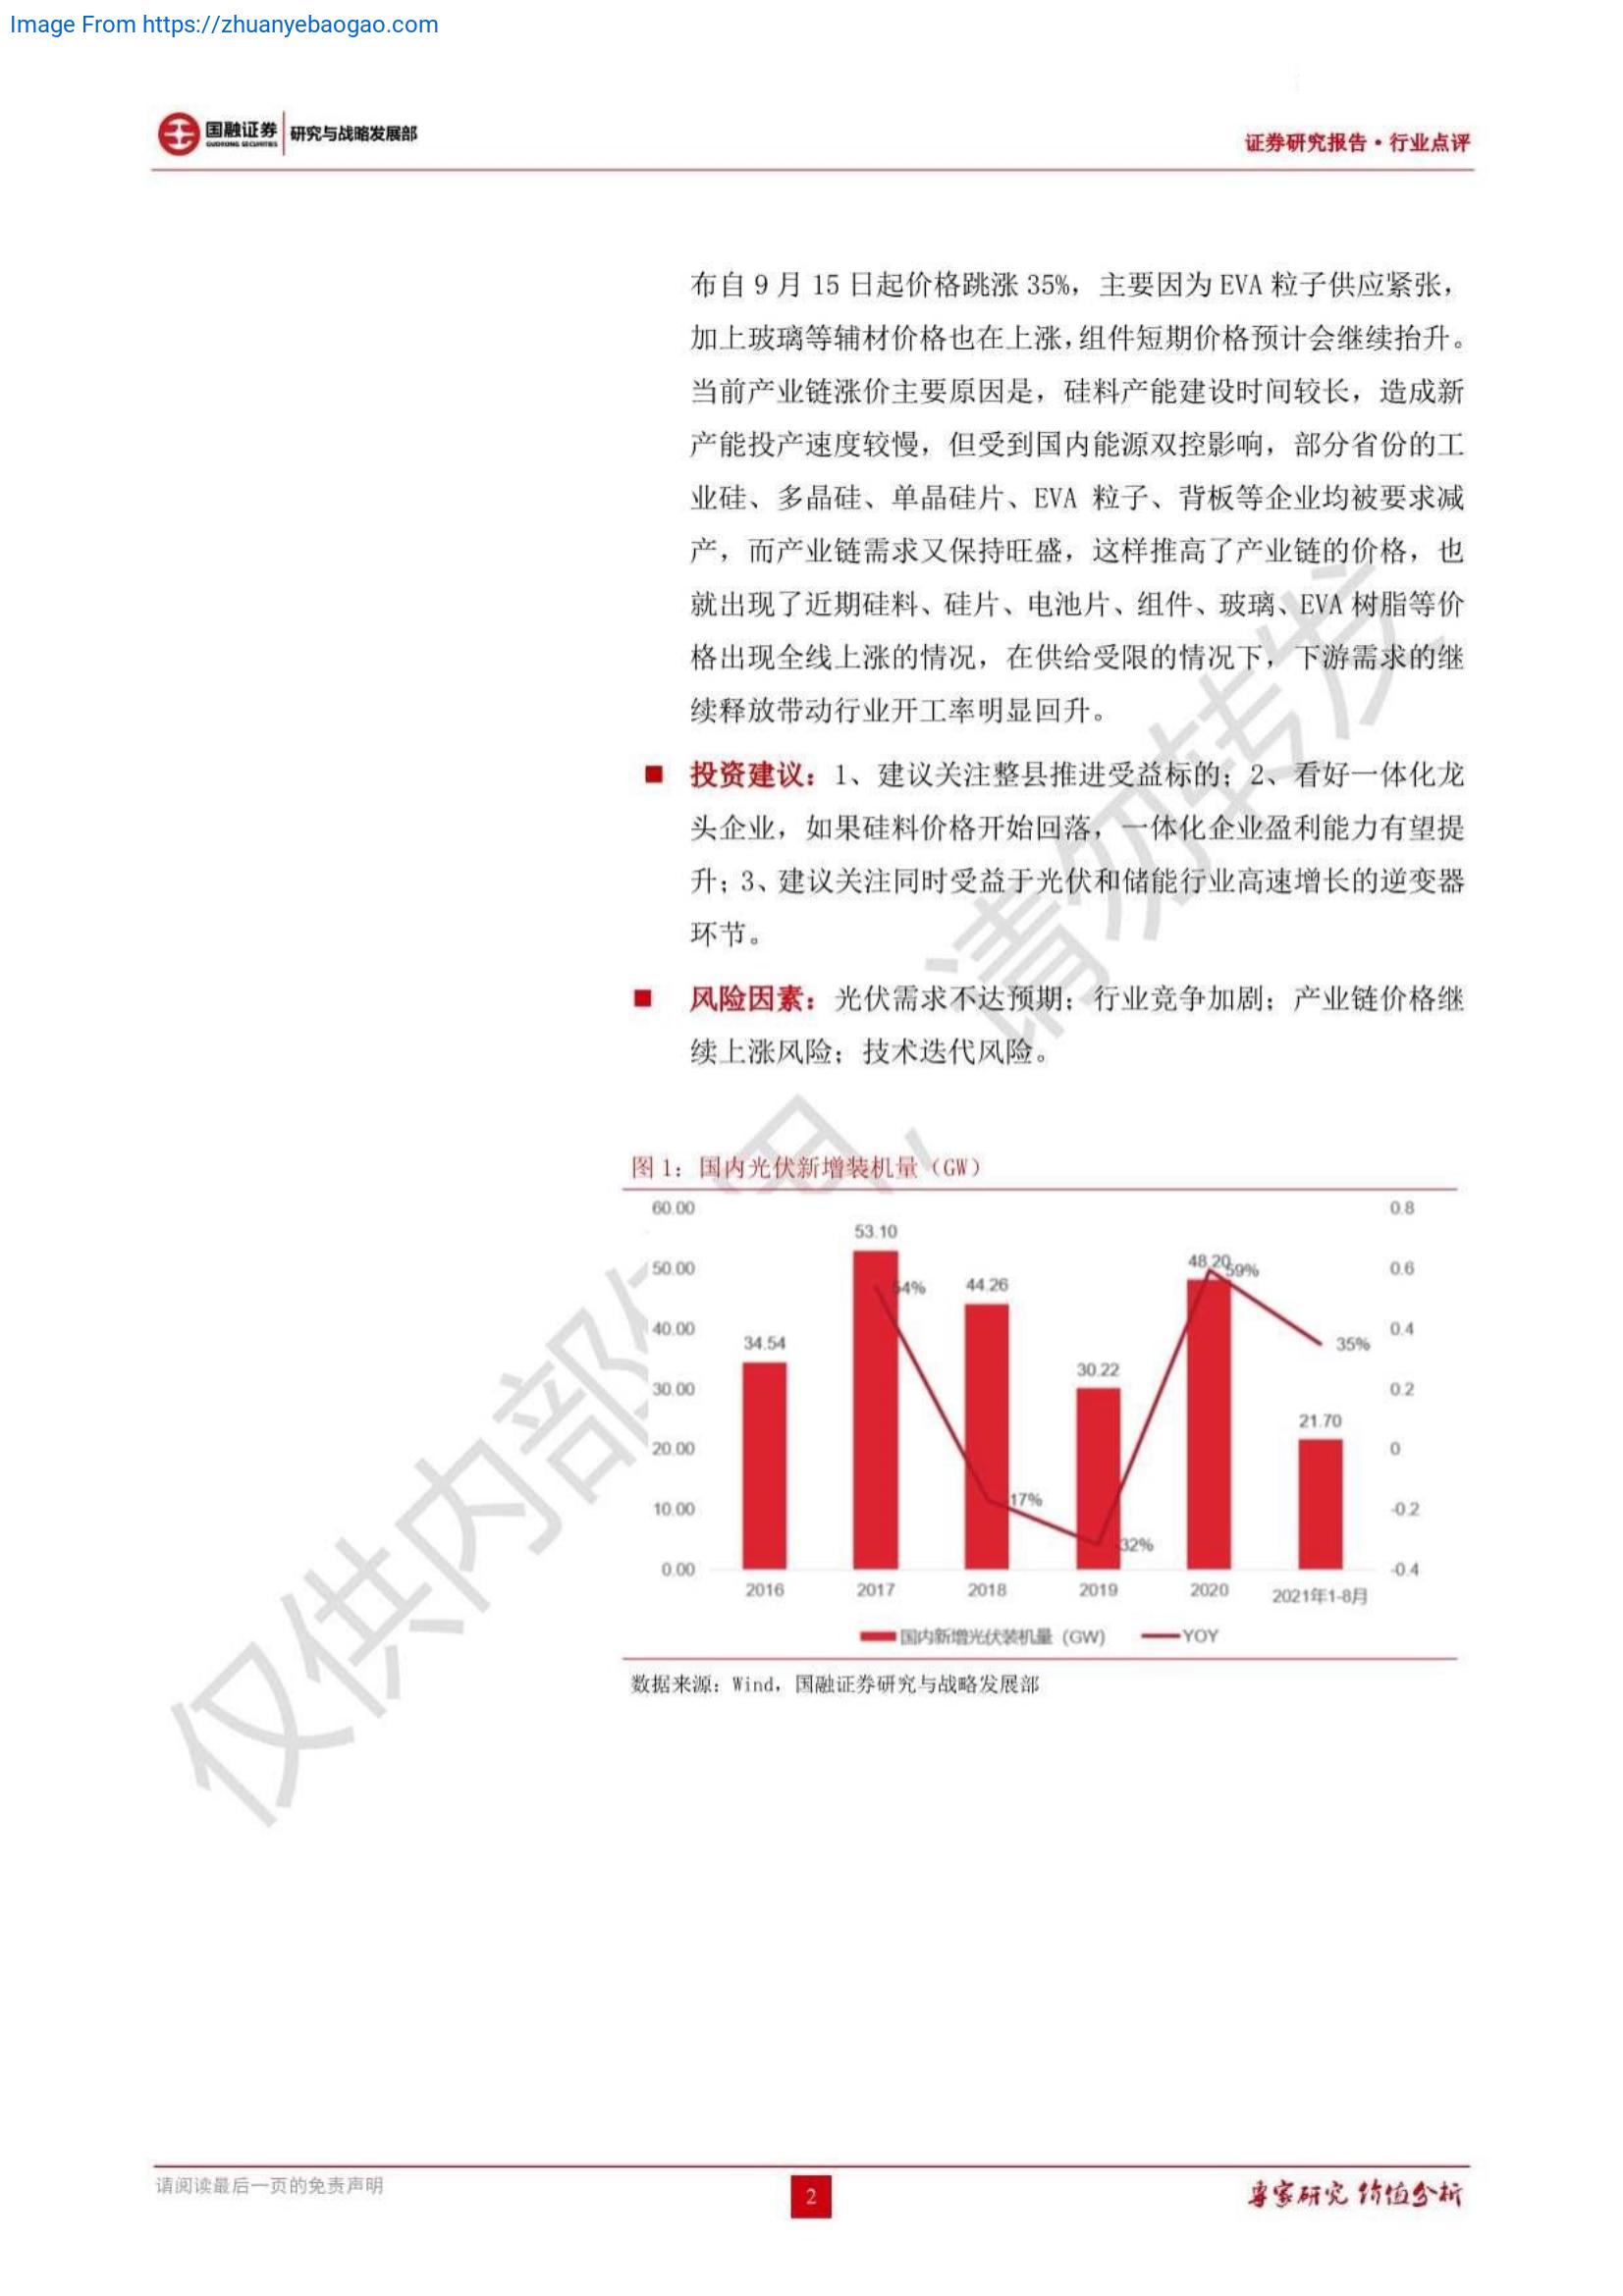 Image From https://zhuanyebaogao.com
国融证券
GUORONG SECURITIES
研究与战略发展部
证券研究报告·行业点评
布自 9 月 15 日起价格跳涨 35%，主要因为 EVA 粒子供应紧张，
加上玻璃等辅材价格也在上涨，组件短期价格预计会继续抬升。
当前产业链涨价主要原因是，硅料产能建设时间较长，造成新
产能投产速度较慢，但受到国内能源双控影响，部分省份的工
业硅、多晶硅、单晶硅片、EVA 粒子、背板等企业均被要求减
产，而产业链需求又保持旺盛，这样推高了产业链的价格，也
就出现了近期硅料、硅片、电池片、组件、玻璃、EVA 树脂等价
格出现全线上涨的情况，在供给受限的情况下，下游需求的继
续释放带动行业开工率明显回升。
■ 投资建议：1、建议关注整县推进受益标的；2、看好一体化龙
头企业，如果硅料价格开始回落，一体化企业盈利能力有望提
升；3、建议关注同时受益于光伏和储能行业高速增长的逆变器
环节。
■ 风险因素：光伏需求不达预期；行业竞争加剧；产业链价格继
续上涨风险；技术迭代风险。
图 1：国内光伏新增装机量（GW）
60.00
50.00
40.00
30.00
20.00
10.00
0.00
34.54
53.10
44.26
30.22
48.20
21.70
54%
-17%
-32%
59%
35%
0.8
0.6
0.4
0.2
0
-0.2
-0.4
2016
2017
2018
2019
2020
2021年1-8月
国内新增光伏装机量（GW）
YOY
数据来源：Wind，国融证券研究与战略发展部
请阅读最后一页的免责声明
2
专家研究 价值分析